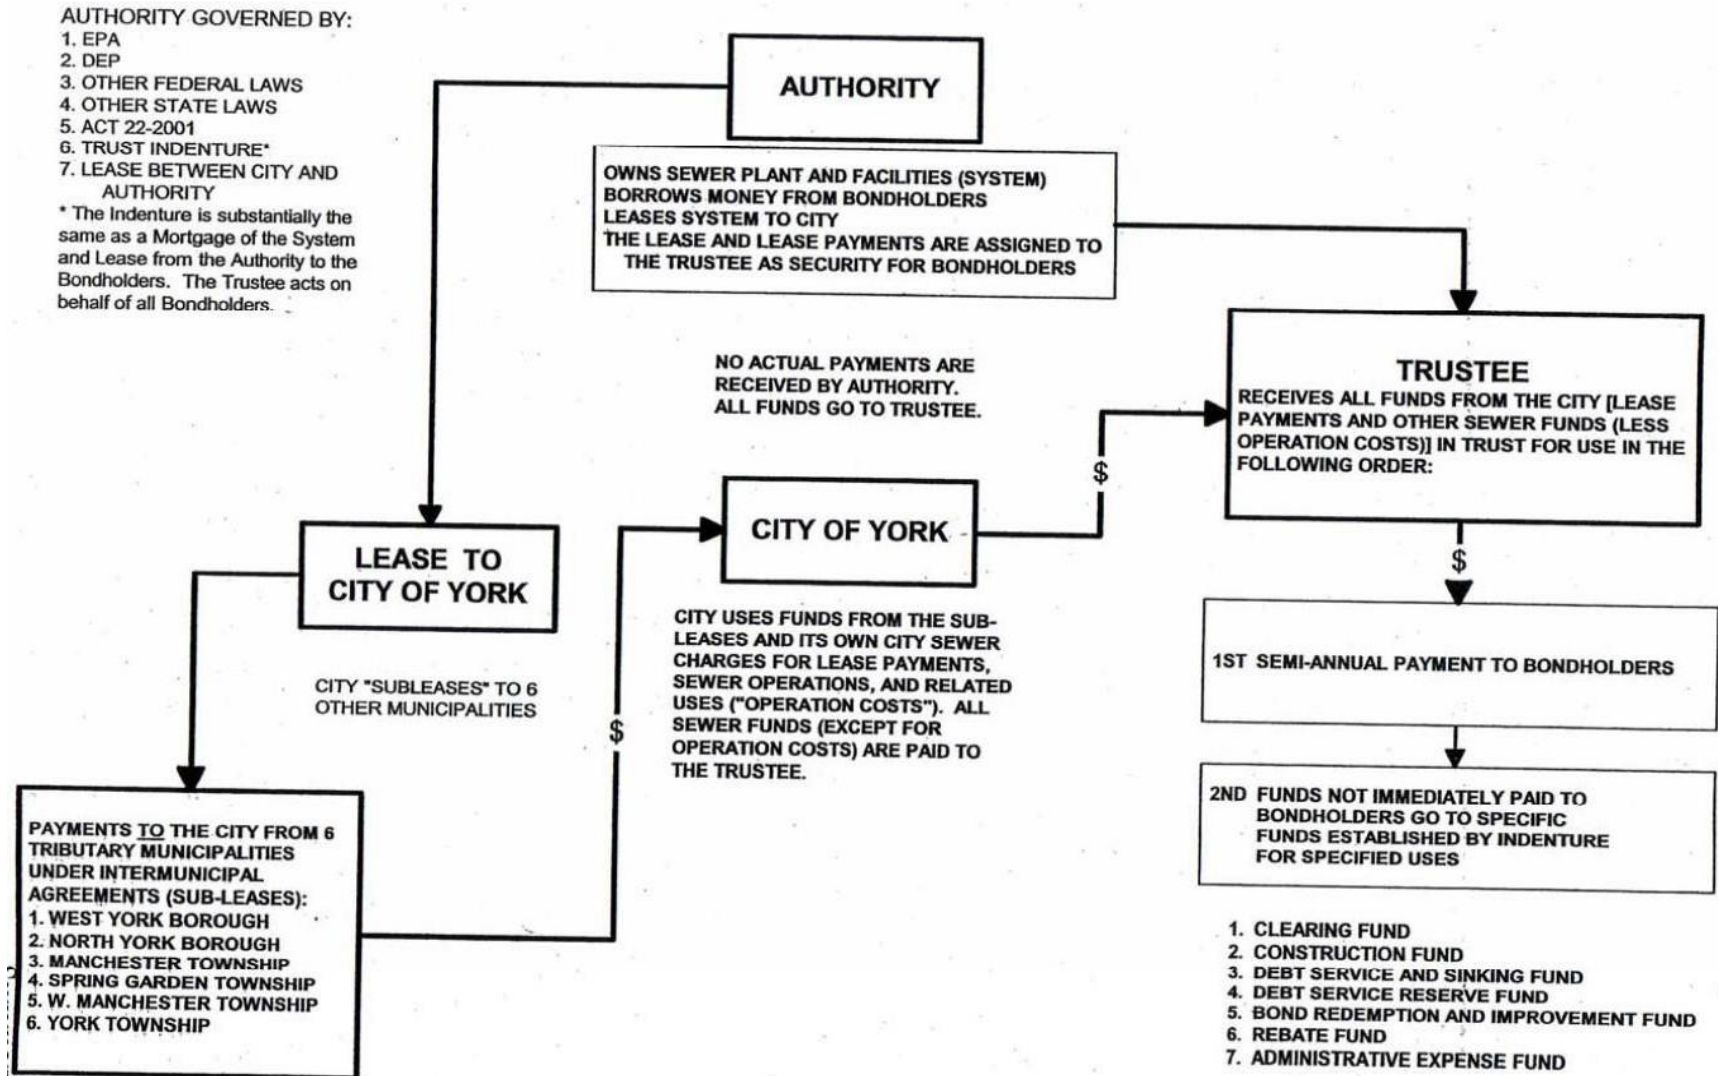 AUTHORITY GOVERNED BY:
1. EPA
2. DEP
3. OTHER FEDERAL LAWS
4. OTHER STATE LAWS
5. ACT 22-2001
6. TRUST INDENTURE*
7. LEASE BETWEEN CITY AND
AUTHORITY
* The Indenture is substantially the
same as a Mortgage of the System
and Lease from the Authority to the
Bondholders. The Trustee acts on
behalf of all Bondholders.
AUTHORITY
OWNS SEWER PLANT AND FACILITIES (SYSTEM)
BORROWS MONEY FROM BONDHOLDERS
LEASES SYSTEM TO CITY
THE LEASE AND LEASE PAYMENTS ARE ASSIGNED TO
THE TRUSTEE AS SECURITY FOR BONDHOLDERS
NO ACTUAL PAYMENTS ARE
RECEIVED BY AUTHORITY.
ALL FUNDS GO TO TRUSTEE.
TRUSTEE
RECEIVES ALL FUNDS FROM THE CITY [LEASE
PAYMENTS AND OTHER SEWER FUNDS (LESS
OPERATION COSTS)] IN TRUST FOR USE IN THE
FOLLOWING ORDER:
$
LEASE TO
CITY OF YORK
CITY OF YORK
$
CITY "SUBLEASES" TO 6
OTHER MUNICIPALITIES
$
CITY USES FUNDS FROM THE SUB-
LEASES AND ITS OWN CITY SEWER
CHARGES FOR LEASE PAYMENTS,
SEWER OPERATIONS, AND RELATED
USES ("OPERATION COSTS"). ALL
SEWER FUNDS (EXCEPT FOR
OPERATION COSTS) ARE PAID TO
THE TRUSTEE.
1ST SEMI-ANNUAL PAYMENT TO BONDHOLDERS
2ND FUNDS NOT IMMEDIATELY PAID TO
BONDHOLDERS GO TO SPECIFIC
FUNDS ESTABLISHED BY INDENTURE
FOR SPECIFIED USES
PAYMENTS TO THE CITY FROM 6
TRIBUTARY MUNICIPALITIES
UNDER INTERMUNICIPAL
AGREEMENTS (SUB-LEASES):
1. WEST YORK BOROUGH
2. NORTH YORK BOROUGH
3. MANCHESTER TOWNSHIP
4. SPRING GARDEN TOWNSHIP
5. W. MANCHESTER TOWNSHIP
6. YORK TOWNSHIP
1. CLEARING FUND
2. CONSTRUCTION FUND
3. DEBT SERVICE AND SINKING FUND
4. DEBT SERVICE RESERVE FUND
5. BOND REDEMPTION AND IMPROVEMENT FUND
6. REBATE FUND
7. ADMINISTRATIVE EXPENSE FUND